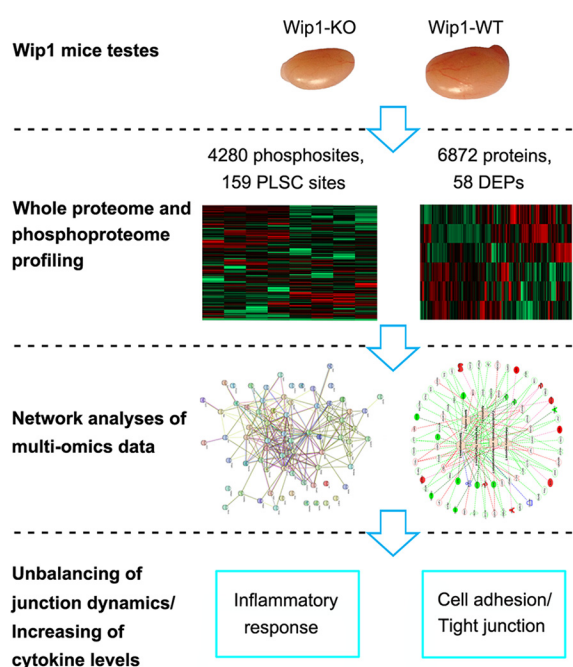 Wip1-KO
Wip1-WT
Wip1 mice testes
4280 phosphosites,
159 PLSC sites
6872 proteins,
58 DEPs
Whole proteome and
phosphoproteome
profiling
Network analyses of
multi-omics data
Unbalancing of
junction dynamics/
Increasing of
cytokine levels
Inflammatory
response
Cell adhesion/
Tight junction